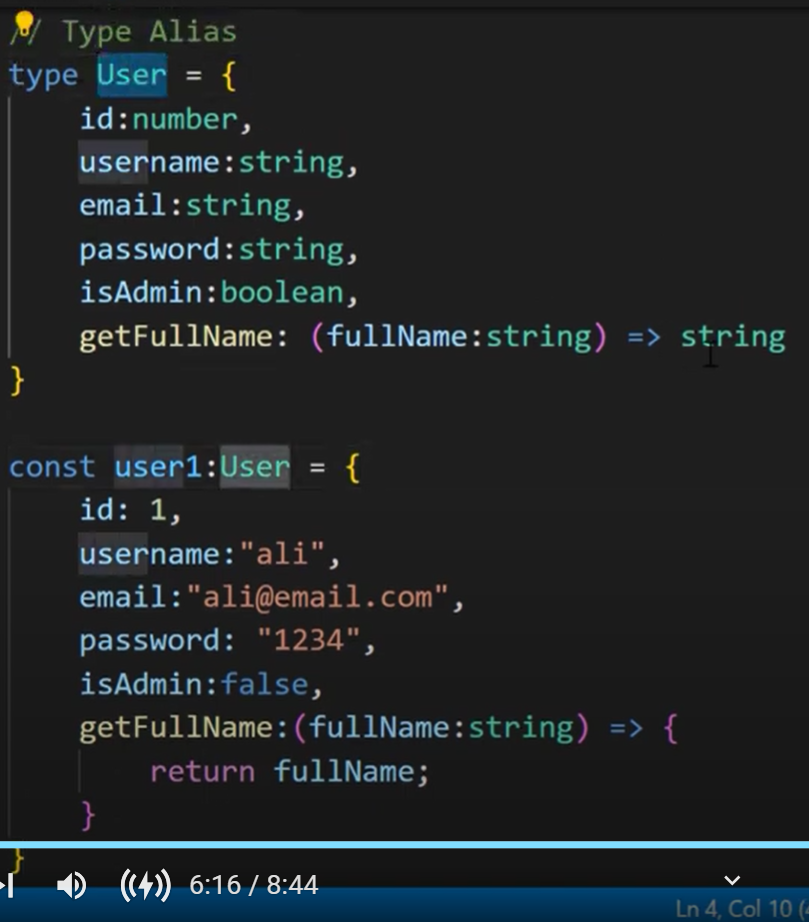 // Type Alias
type User = {
    id:number,
    username:string,
    email:string,
    password:string,
    isAdmin:boolean,
    getFullName: (fullName:string) => string
}
const user1:User = {
    id: 1,
    username:"ali",
    email:"ali@email.com",
    password: "1234",
    isAdmin:false,
    getFullName:(fullName:string) => {
        return fullName;
    }
}
6:16 / 8:44
Ln 4, Col 10 (